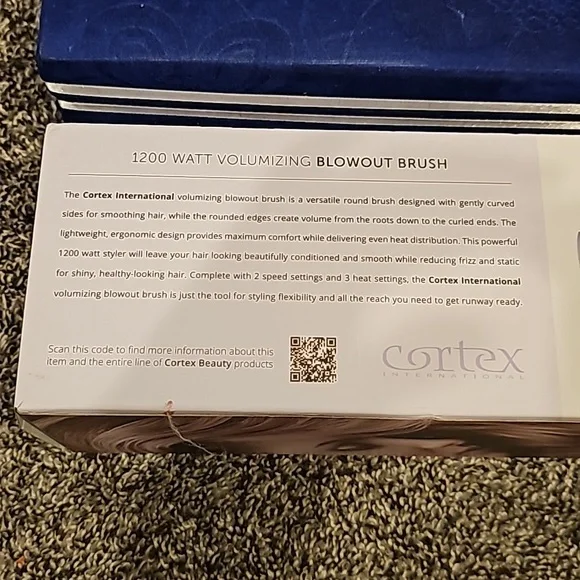 1200 WATT VOLUMIZING BLOWOUT BRUSH
The Cortex International volumizing blowout brush is a versatile round brush designed with gently curved
sides for smoothing hair, while the rounded edges create volume from the roots down to the curled ends. The
lightweight, ergonomic design provides maximum comfort while delivering even heat distribution. This powerful
1200 watt styler will leave your hair looking beautifully conditioned and smooth while reducing frizz and static
for shiny, healthy-looking hair. Complete with 2 speed settings and 3 heat settings, the Cortex International
volumizing blowout brush is just the tool for styling flexibility and all the reach you need to get runway ready.
Scan this code to find more information about this
item and the entire line of Cortex Beauty products
cortex
INTERNATIONAL